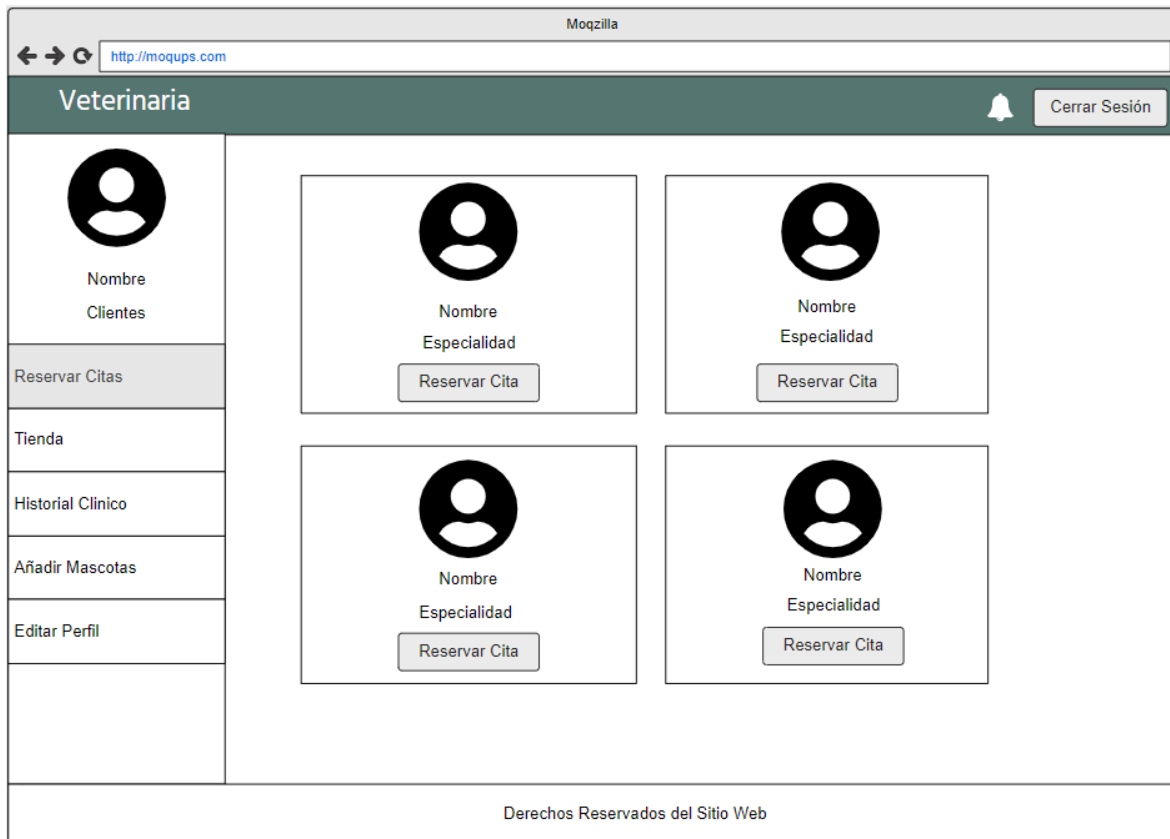 Moqzilla
http://moqups.com
Veterinaria
Cerrar Sesión
Nombre
Clientes
Reservar Citas
Tienda
Historial Clinico
Añadir Mascotas
Editar Perfil
Nombre
Especialidad
Reservar Cita
Nombre
Especialidad
Reservar Cita
Nombre
Especialidad
Reservar Cita
Nombre
Especialidad
Reservar Cita
Derechos Reservados del Sitio Web